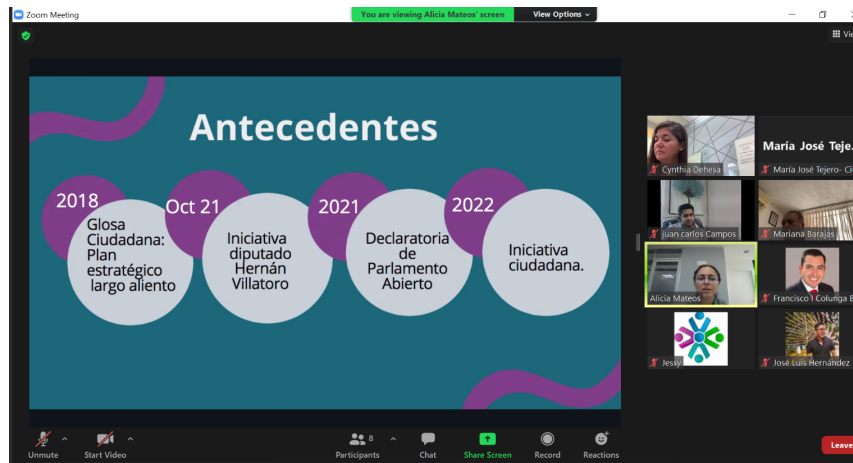 Zoom Meeting
You are viewing Alicia Mateos' screen
View Options
Antecedentes
2018
Glosa
Ciudadana:
Plan
estratégico
largo aliento
Oct 21
Iniciativa
diputado
Hernán
Villatoro
2021
Declaratoria
de
Parlamento
Abierto
2022
Iniciativa
ciudadana.
Cynthia Dehesa
María José Teje...
María José Tejero- Ci
Juan carlos Campos
Mariana Barajas
Alicia Mateos
Francisco I Colunga B
Jessy
José Luis Hernández
Vie
Unmute
Start Video
8
Participants
Chat
Share Screen
Record
Reactions
Leave